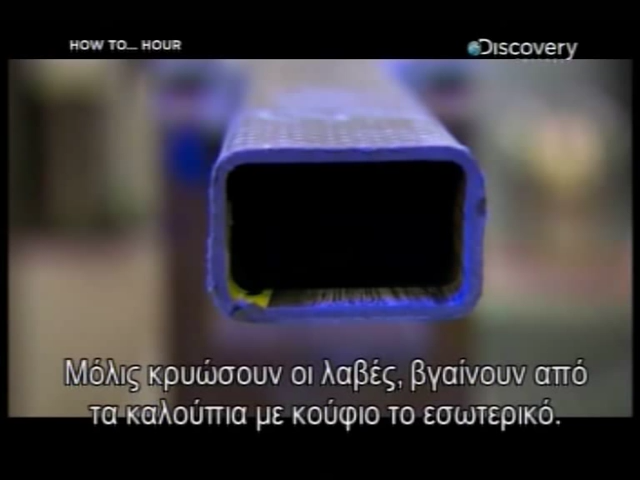 HOW TO... HOUR
Discovery
Μόλις κρυώσουν οι λαβές, βγαίνουν από
τα καλούπια με κούφιο το εσωτερικό.